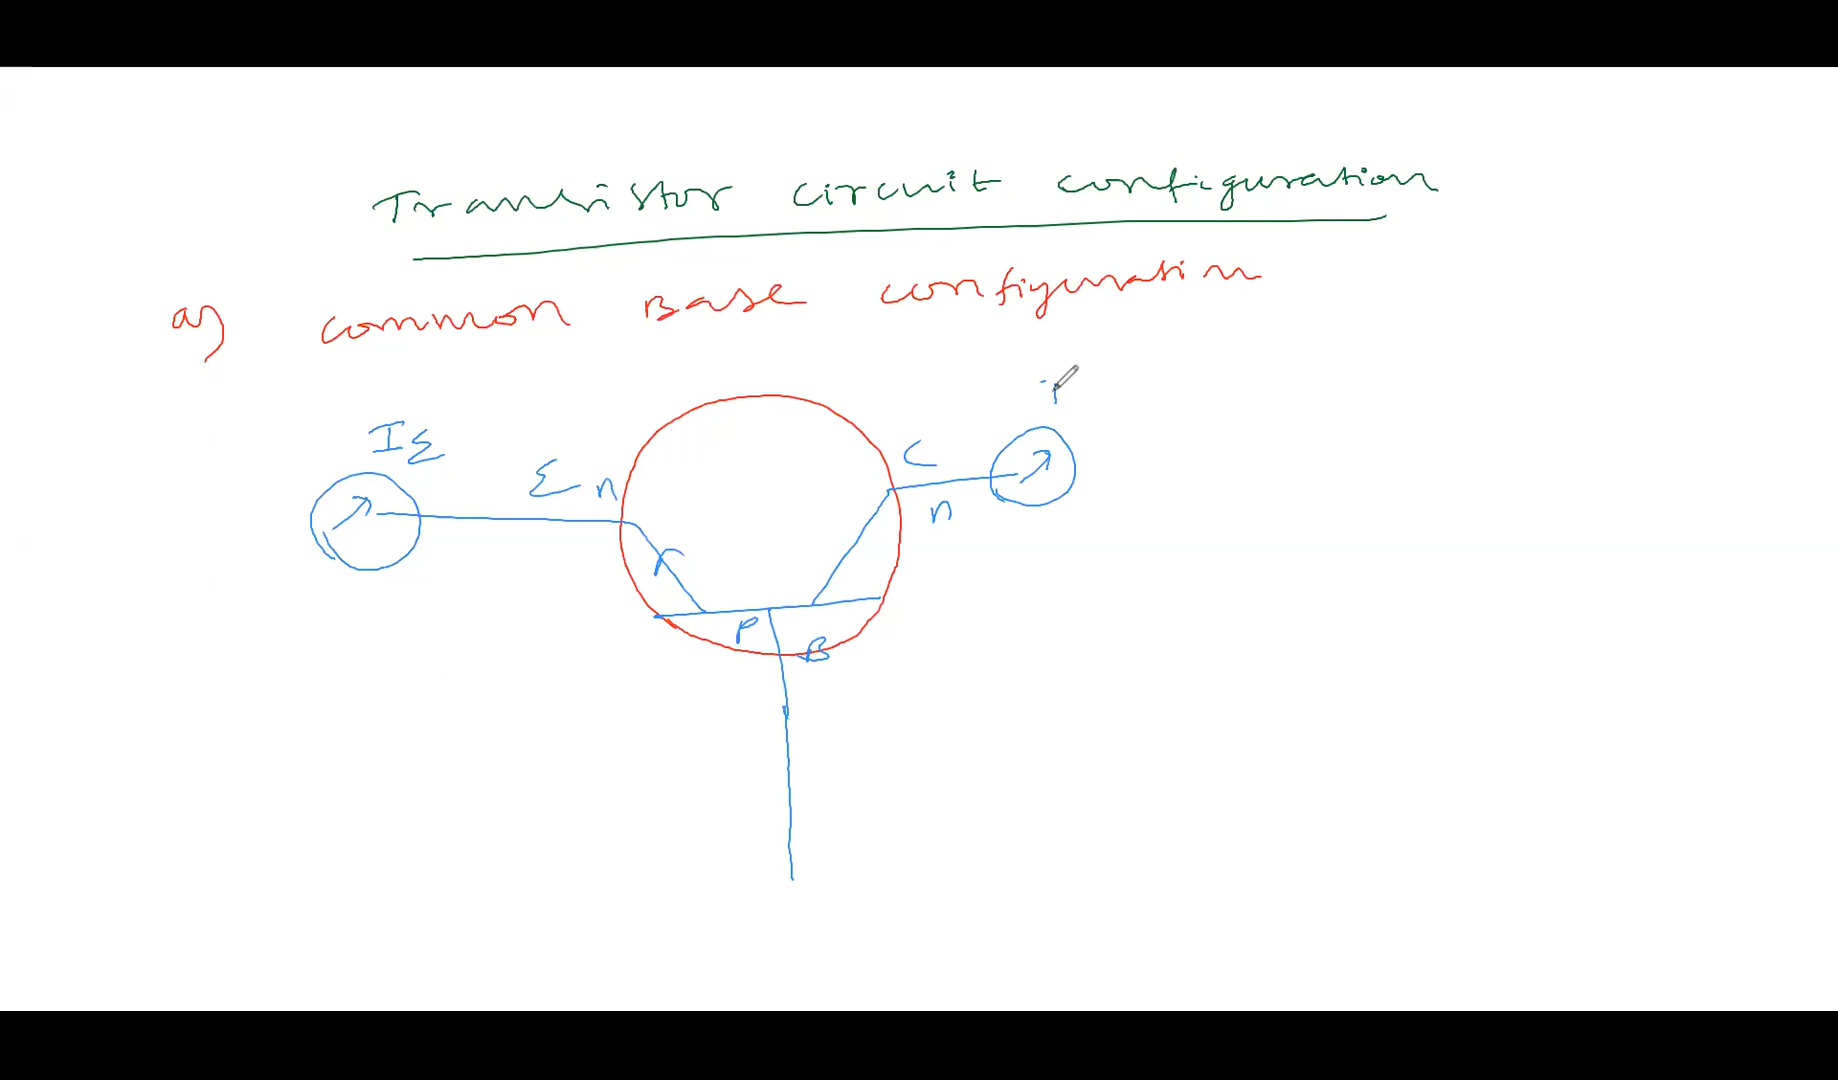 Transistor circuit configuration
a) common Base configuration
IE
E n
C
n
P
B